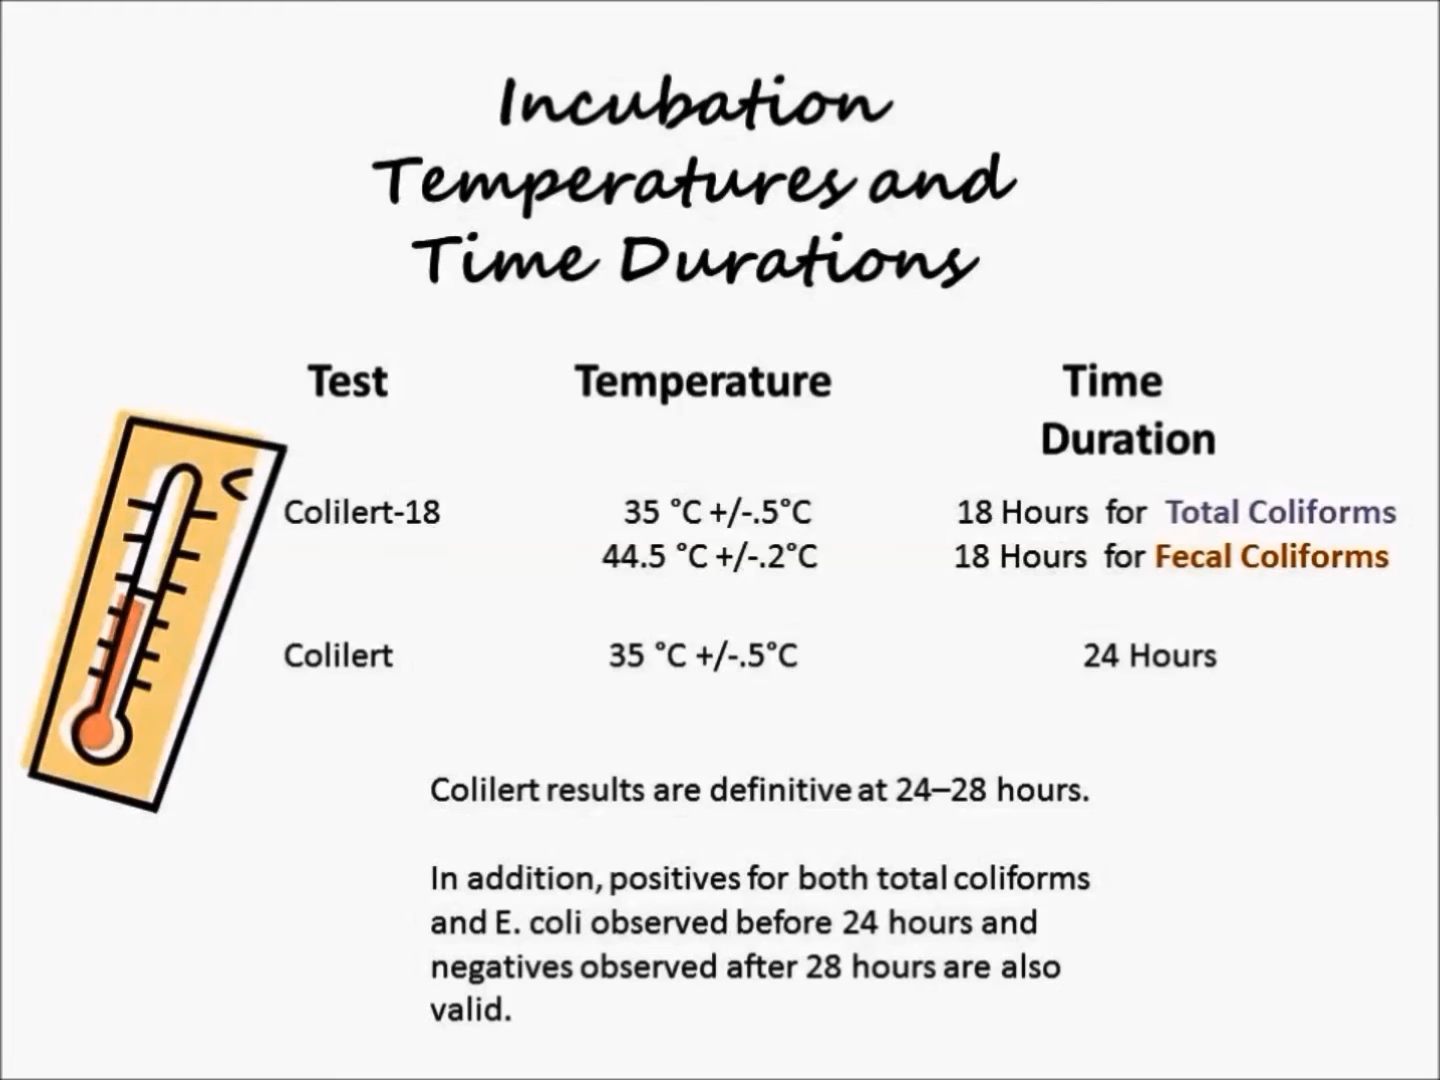 Incubation
Temperatures and
Time Durations
Test Temperature Time
Duration
Colilert-18 35 °C +/-.5°C 18 Hours for Total Coliforms
44.5 °C +/-.2°C 18 Hours for Fecal Coliforms
Colilert 35 °C +/-.5°C 24 Hours
Colilert results are definitive at 24–28 hours.
In addition, positives for both total coliforms
and E. coli observed before 24 hours and
negatives observed after 28 hours are also
valid.